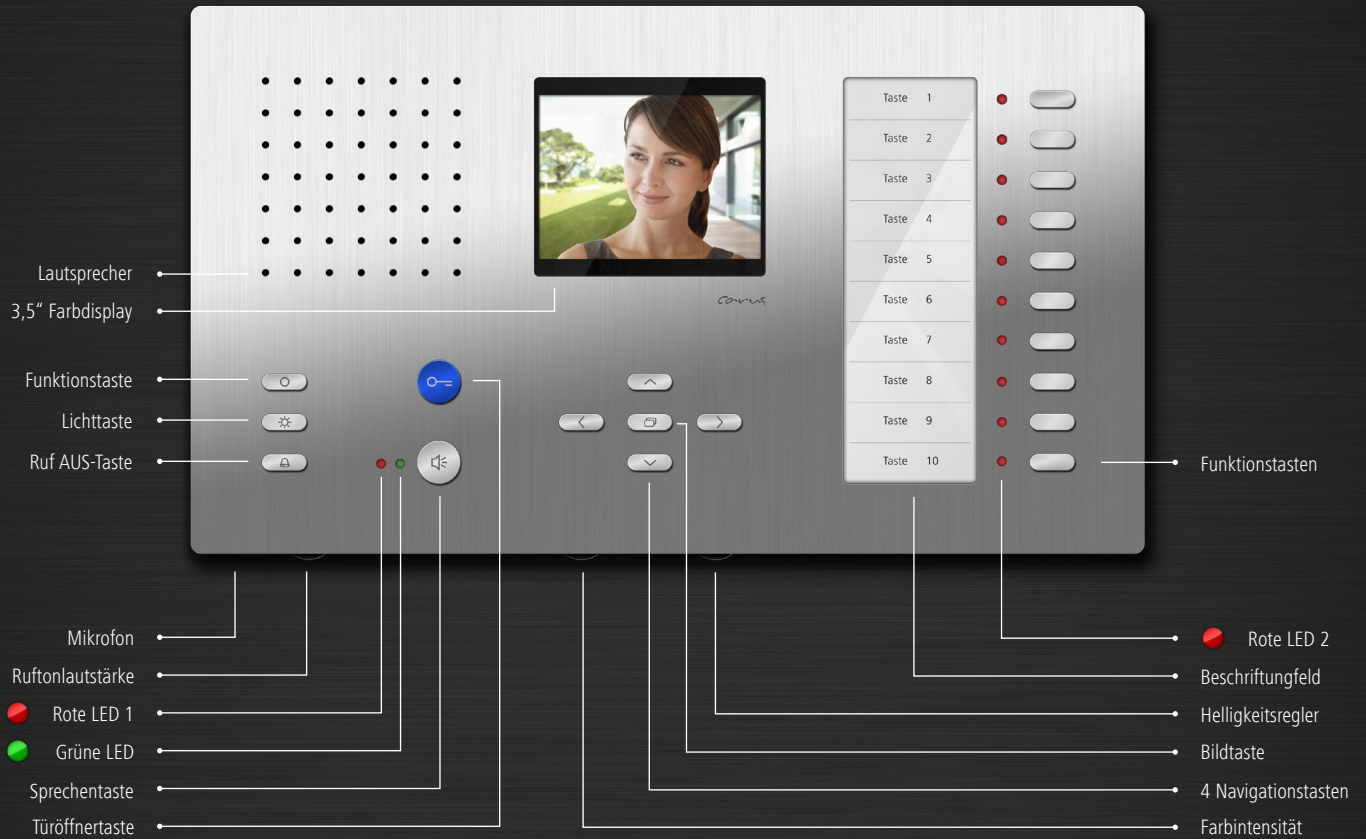 Taste 1
Taste 2
Taste 3
Taste 4
Taste 5
Taste 6
Taste 7
Taste 8
Taste 9
Taste 10
carus
Lautsprecher
3,5“ Farbdisplay
Funktionstaste
Lichttaste
Ruf AUS-Taste
Funktionstasten
Mikrofon
Ruftonlautstärke
Rote LED 1
Grüne LED
Sprechentaste
Türöffnertaste
Rote LED 2
Beschriftungfeld
Helligkeitsregler
Bildtaste
4 Navigationstasten
Farbintensität